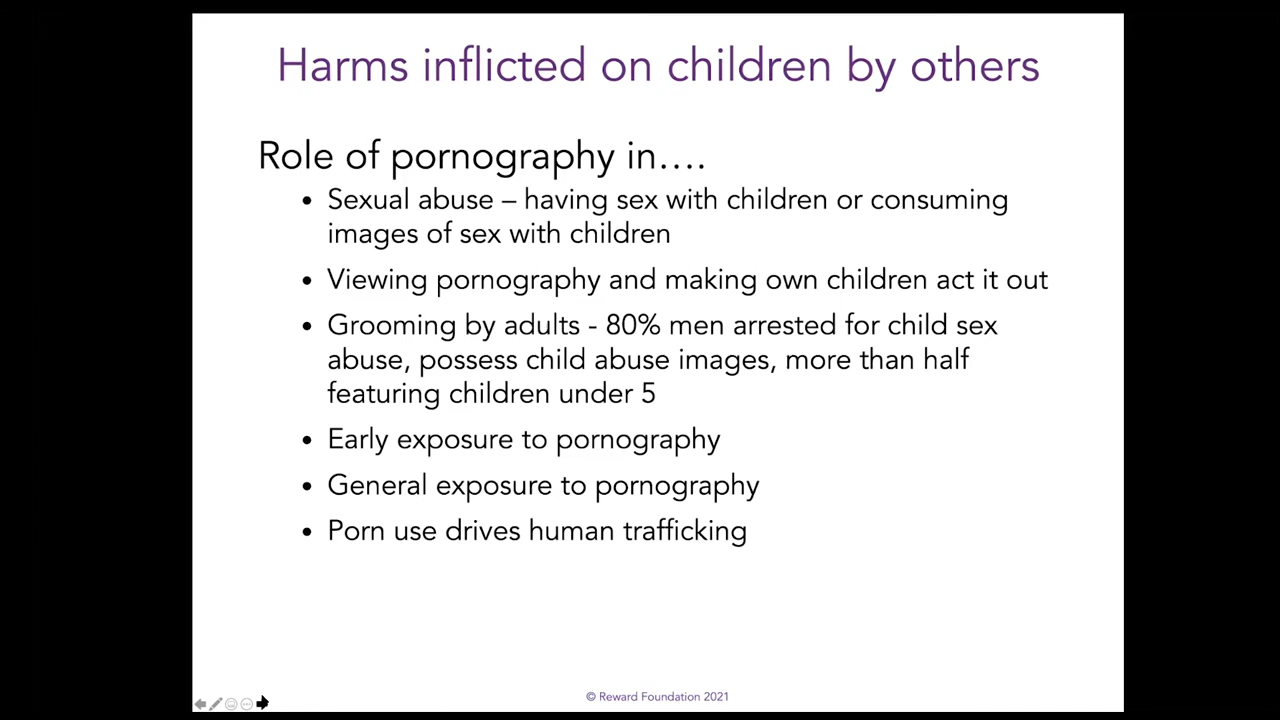 Harms inflicted on children by others
Role of pornography in….
• Sexual abuse – having sex with children or consuming
images of sex with children
• Viewing pornography and making own children act it out
• Grooming by adults - 80% men arrested for child sex
abuse, possess child abuse images, more than half
featuring children under 5
• Early exposure to pornography
• General exposure to pornography
• Porn use drives human trafficking
© Reward Foundation 2021